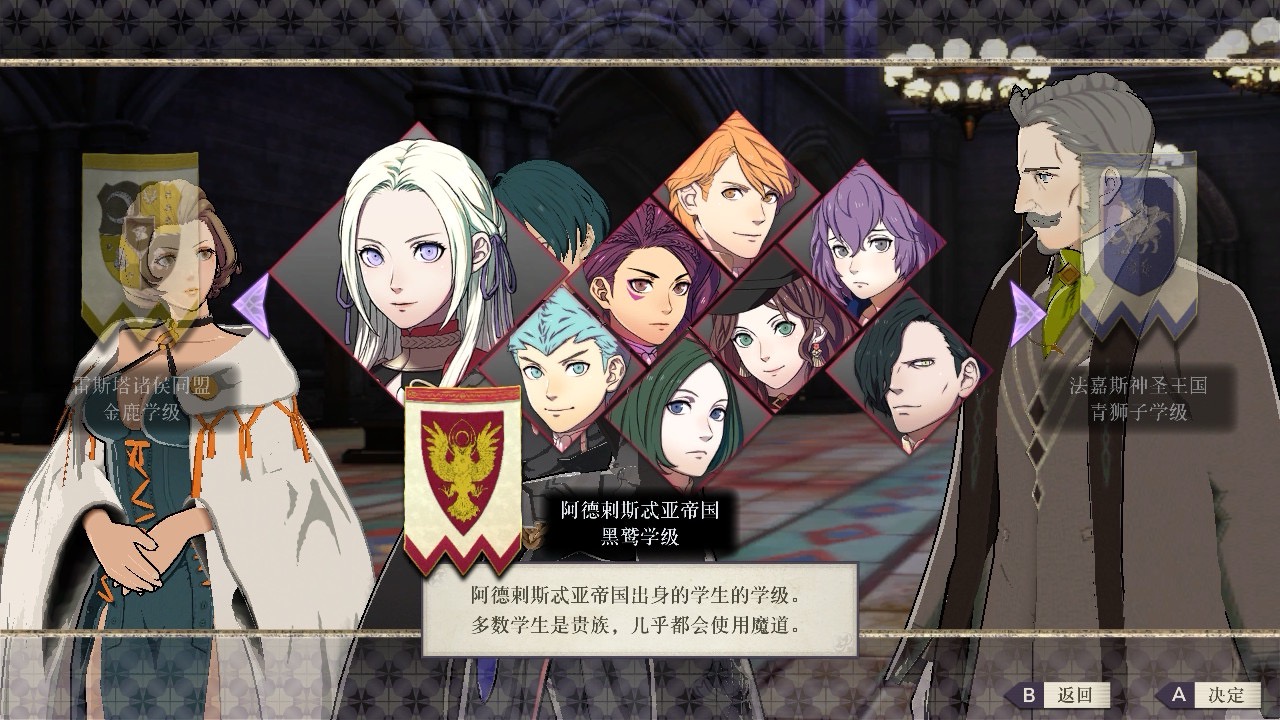 雷斯塔诸侯同盟
金鹿学级
法嘉斯神圣王国
青狮子学级
阿德剌斯忒亚帝国
黑鹫学级
阿德剌斯忒亚帝国出身的学生的学级。
多数学生是贵族，几乎都会使用魔道。
B 返回
A 决定